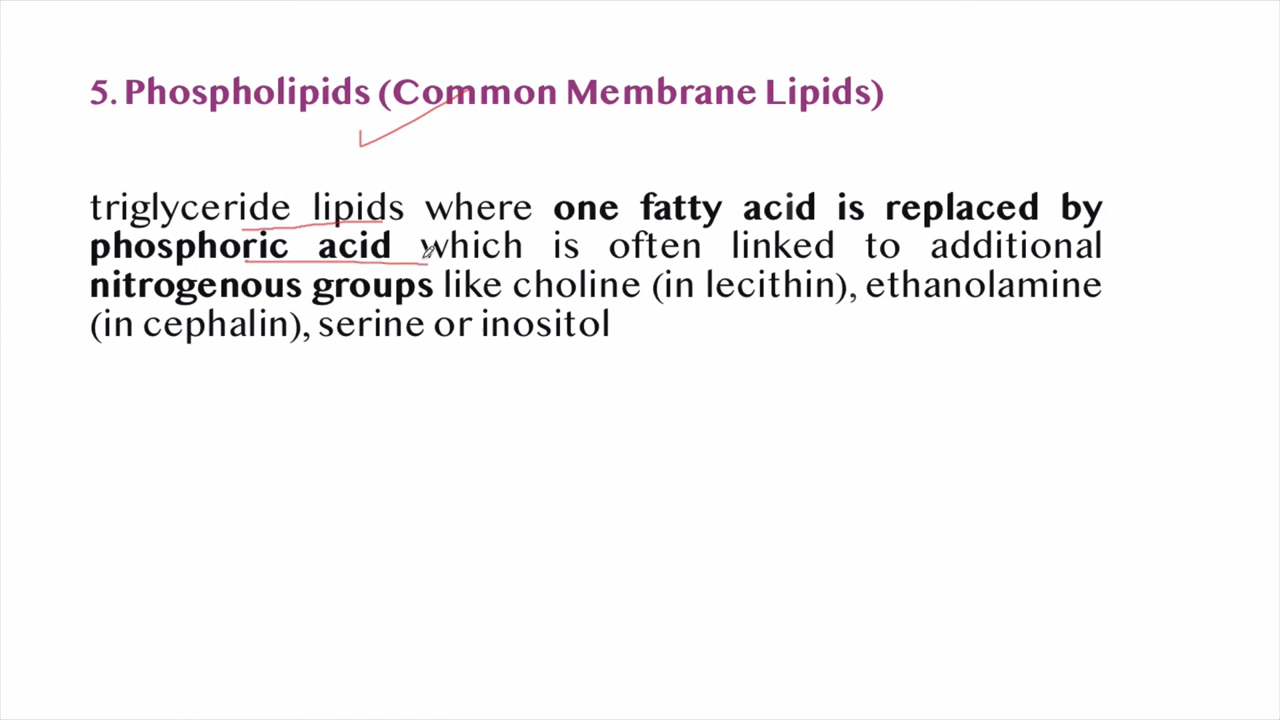 5. Phospholipids (Common Membrane Lipids)
triglyceride lipids where one fatty acid is replaced by
phosphoric acid which is often linked to additional
nitrogenous groups like choline (in lecithin), ethanolamine
(in cephalin), serine or inositol